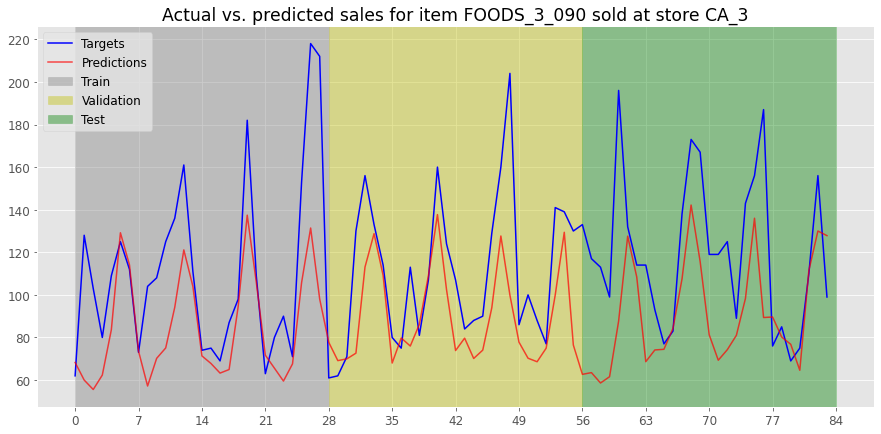 Actual vs. predicted sales for item FOODS_3_090 sold at store CA_3
220
200
180
160
140
120
100
80
60
Targets
Predictions
Train
Validation
Test
0 7 14 21 28 35 42 49 56 63 70 77 84